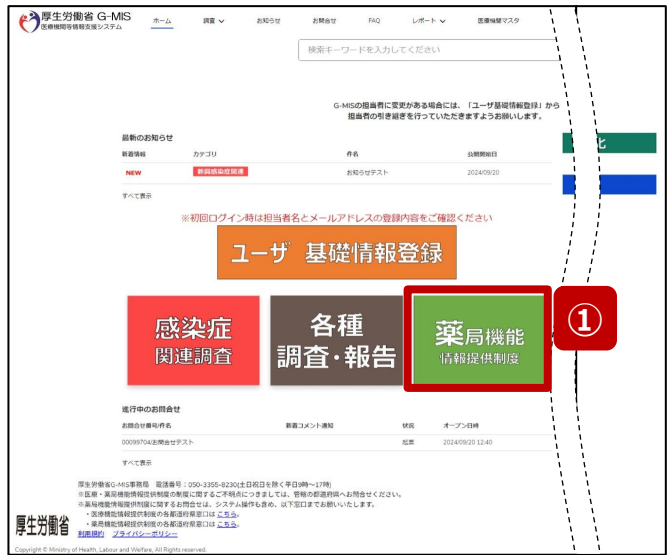 厚生労働省 G-MIS
医療機関等情報支援システム
ホーム 調査 お知らせ お問合せ FAQ レポート 医療機関マスタ
検索キーワードを入力してください
G-MISの担当者に変更がある場合には、「ユーザ基礎情報登録」から
担当者の引き継ぎを行っていただきますようお願いします。
化
最新のお知らせ
新着情報 カテゴリ 件名 公開開始日
NEW 新興感染症関連 お知らせテスト 2024/09/20
すべて表示
※初回ログイン時は担当者名とメールアドレスの登録内容をご確認ください
ユーザ 基礎情報登録
感染症
関連調査
各種
調査・報告
薬局機能
情報提供制度
①
進行中のお問合せ
お問合せ番号/件名 新着コメント通知 状況 オープン日時
00099704/お問合せテスト 起票 2024/09/20 12:40
すべて表示
厚生労働省G-MIS事務局 電話番号：050-3355-8230(土日祝日を除く平日9時～17時)
※医療・薬局機能情報提供制度の制度に関するご不明点につきましては、管轄の都道府県へお問合せください。
※薬局機能情報提供制度に関するお問合せは、システム操作も含め、以下窓口までお願いいたします。
・医療機能情報提供制度の各都道府県窓口は こちら。
・薬局機能情報提供制度の各都道府県窓口は こちら。
厚生労働省
利用規約 プライバシーポリシー
Copyright © Ministry of Health, Labour and Welfare, All Rights reserved.